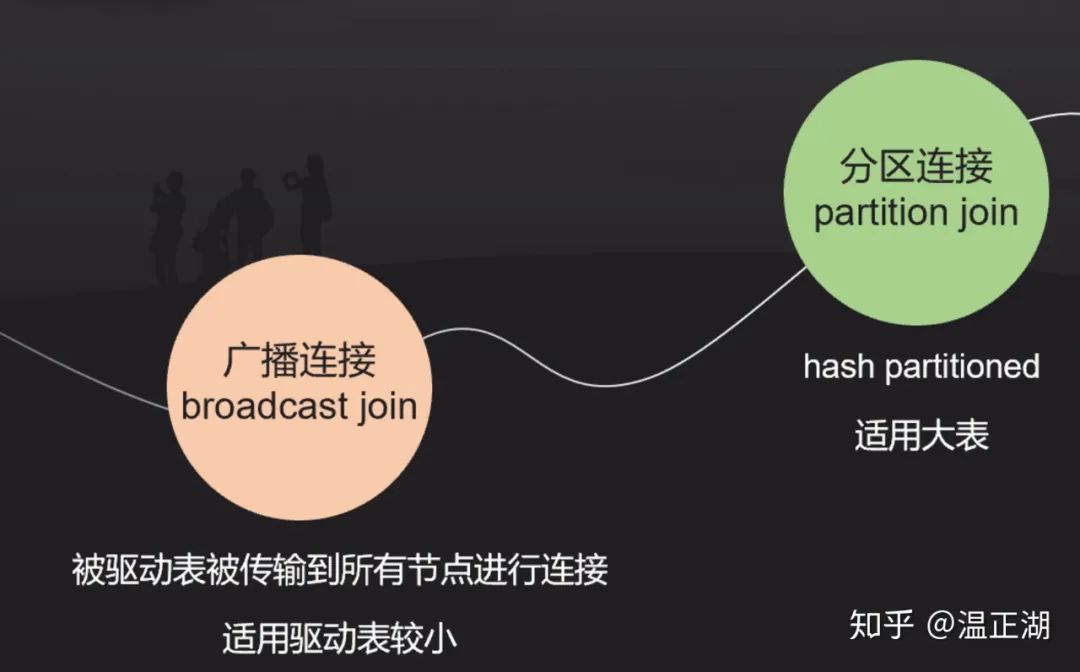 分区连接
partition join
hash partitioned
适用大表
广播连接
broadcast join
被驱动表被传输到所有节点进行连接
适用驱动表较小
知乎 @温正湖